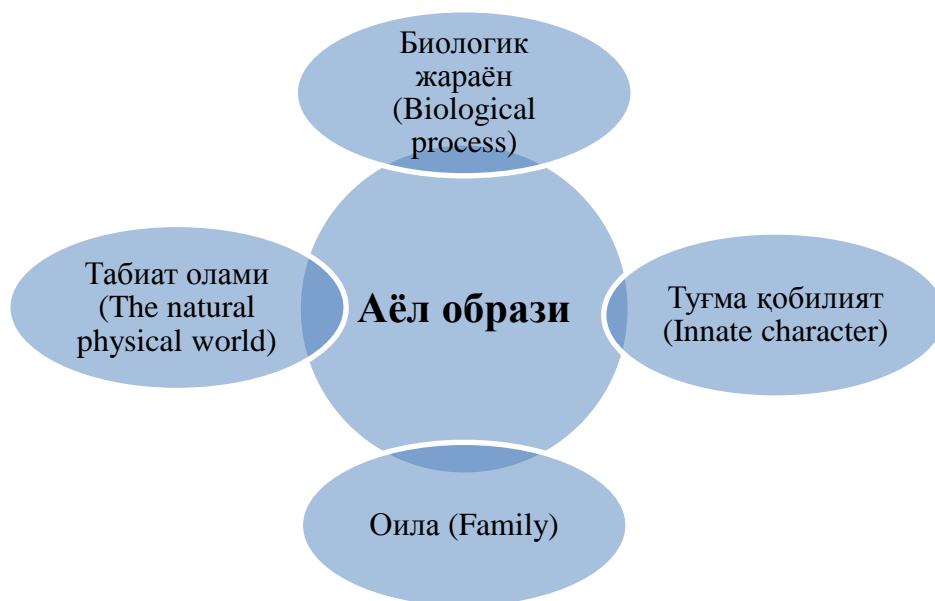 Биологик
жараён
(Biological
process)
Табиат олами
(The natural
physical world)
Аёл образи
Туғма қобилият
(Innate character)
Оила (Family)